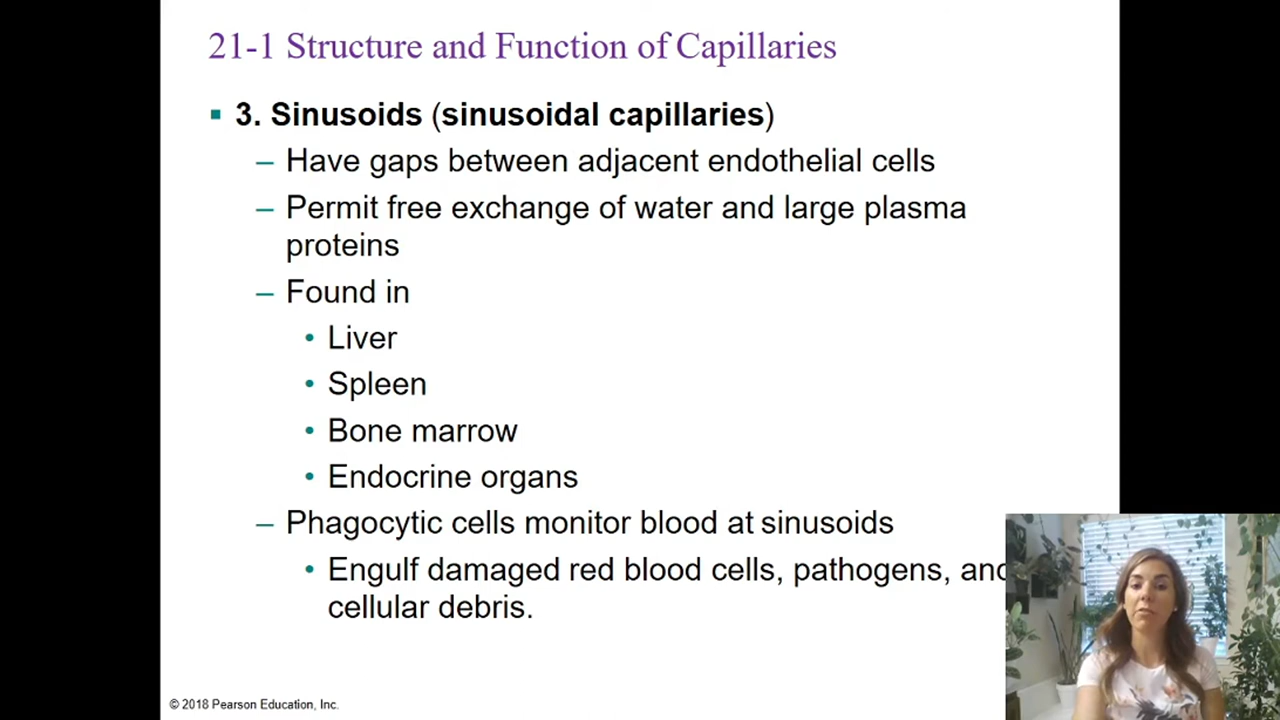 21-1 Structure and Function of Capillaries
▪ 3. Sinusoids (sinusoidal capillaries)
– Have gaps between adjacent endothelial cells
– Permit free exchange of water and large plasma
proteins
– Found in
• Liver
• Spleen
• Bone marrow
• Endocrine organs
– Phagocytic cells monitor blood at sinusoids
• Engulf damaged red blood cells, pathogens, and
cellular debris.
© 2018 Pearson Education, Inc.